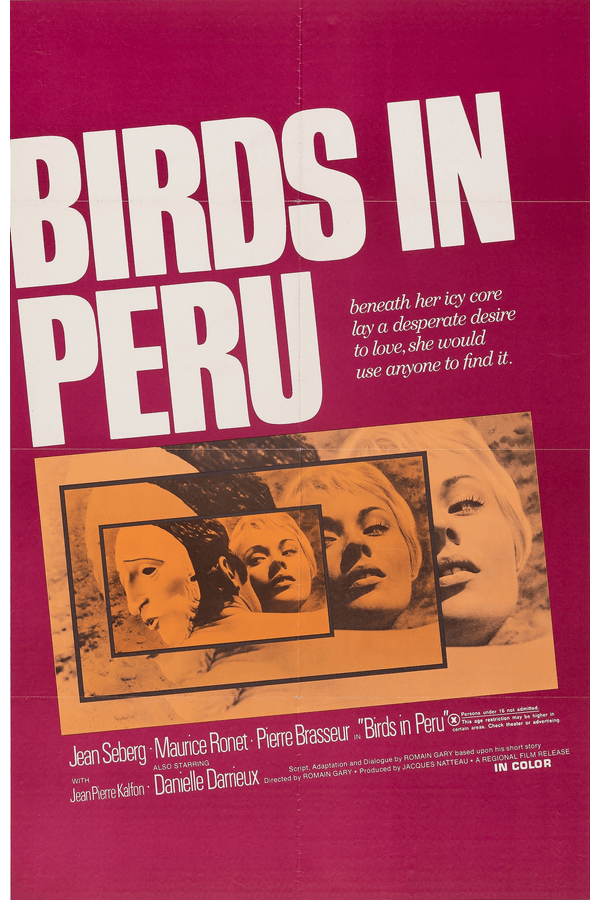 BIRDS IN
PERU
beneath her icy core
lay a desperate desire
to love, she would
use anyone to find it.
Jean Seberg · Maurice Ronet · Pierre Brasseur IN "Birds in Peru"
X Persons under 16 not admitted.
This age restriction may be higher in
certain areas. Check theater or advertising.
WITH ALSO STARRING
Jean Pierre Kalfon · Danielle Darrieux
Script, Adaptation and Dialogue by ROMAIN GARY based upon his short story
Directed by ROMAIN GARY • Produced by JACQUES NATTEAU • A REGIONAL FILM RELEASE
IN COLOR